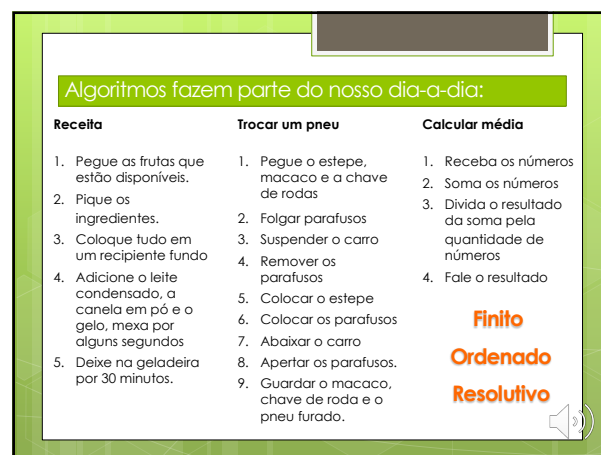 Algoritmos fazem parte do nosso dia-a-dia:
Receita
1. Pegue as frutas que
estão disponíveis.
2. Pique os
ingredientes.
3. Coloque tudo em
um recipiente fundo
4. Adicione o leite
condensado, a
canela em pó e o
gelo, mexa por
alguns segundos
5. Deixe na geladeira
por 30 minutos.
Trocar um pneu
1. Pegue o estepe,
macaco e a chave
de rodas
2. Folgar parafusos
3. Suspender o carro
4. Remover os
parafusos
5. Colocar o estepe
6. Colocar os parafusos
7. Abaixar o carro
8. Apertar os parafusos.
9. Guardar o macaco,
chave de roda e o
pneu furado.
Calcular média
1. Receba os números
2. Soma os números
3. Divida o resultado
da soma pela
quantidade de
números
4. Fale o resultado
Finito
Ordenado
Resolutivo